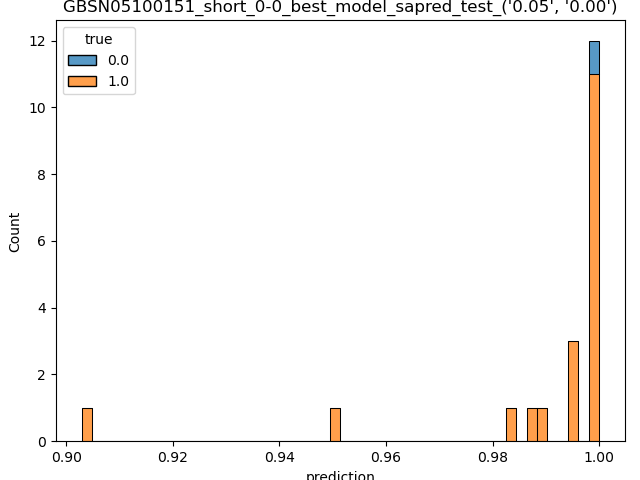 GBSN05100151_short_0-0_best_model_sapred_test_('0.05', '0.00')
true
0.0
1.0
Count
12
10
8
6
4
2
0
0.90 0.92 0.94 0.96 0.98 1.00
prediction